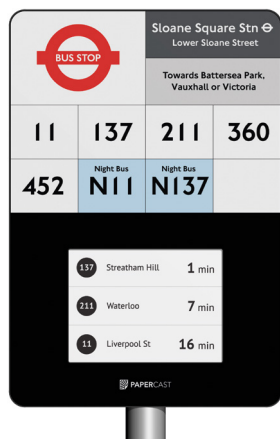 BUS STOP
Sloane Square Stn
Lower Sloane Street
Towards Battersea Park,
Vauxhall or Victoria
11 137 211 360
Night Bus Night Bus
452 N11 N137
137 Streatham Hill 1 min
211 Waterloo 7 min
11 Liverpool St 16 min
PAPERCAST